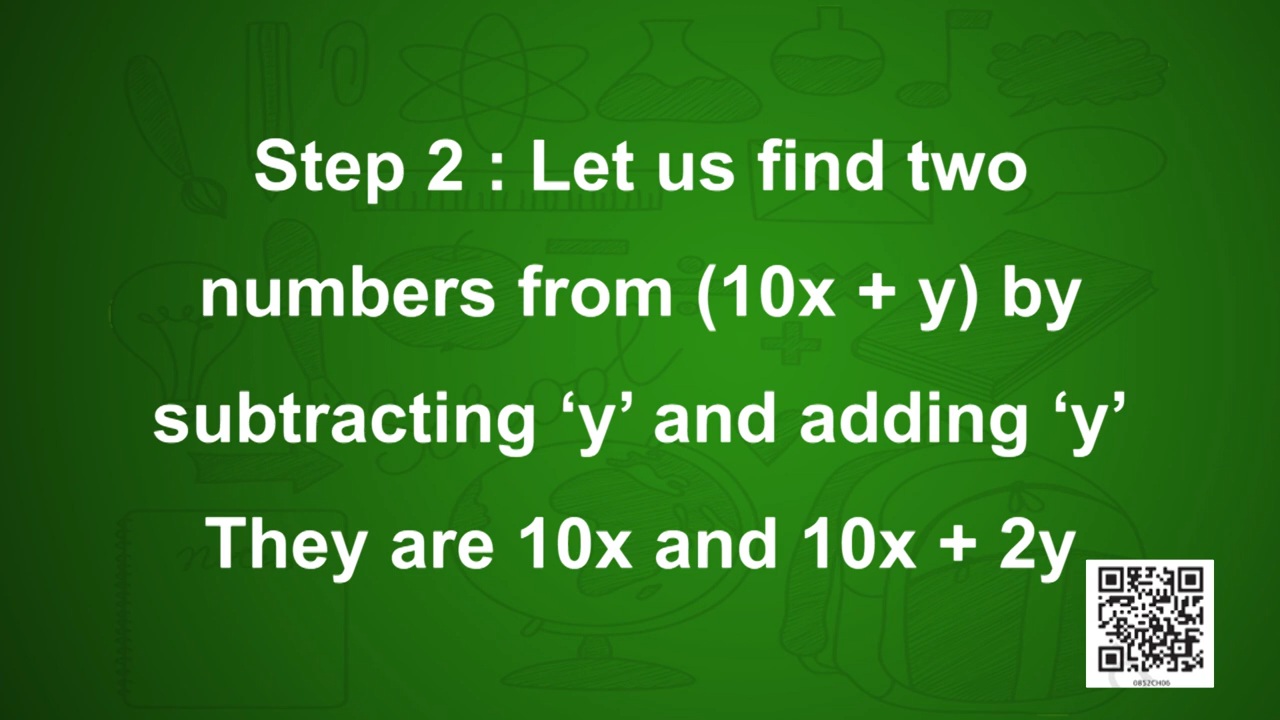 Step 2 : Let us find two
numbers from (10x + y) by
subtracting ‘y’ and adding ‘y’
They are 10x and 10x + 2y
0852CH06